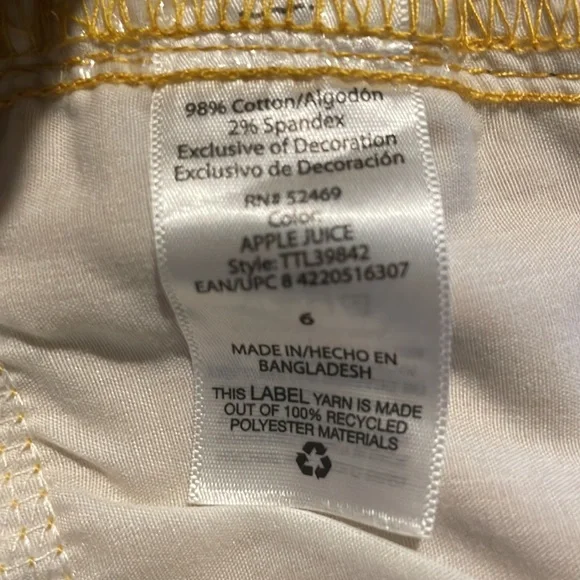 98% Cotton/Algodón
2% Spandex
Exclusive of Decoration
Exclusivo de Decoración
RN# 52469
Color:
APPLE JUICE
Style: TTL39842
EAN/UPC 8 4220516307
6
MADE IN/HECHO EN
BANGLADESH
THIS LABEL YARN IS MADE
OUT OF 100% RECYCLED
POLYESTER MATERIALS